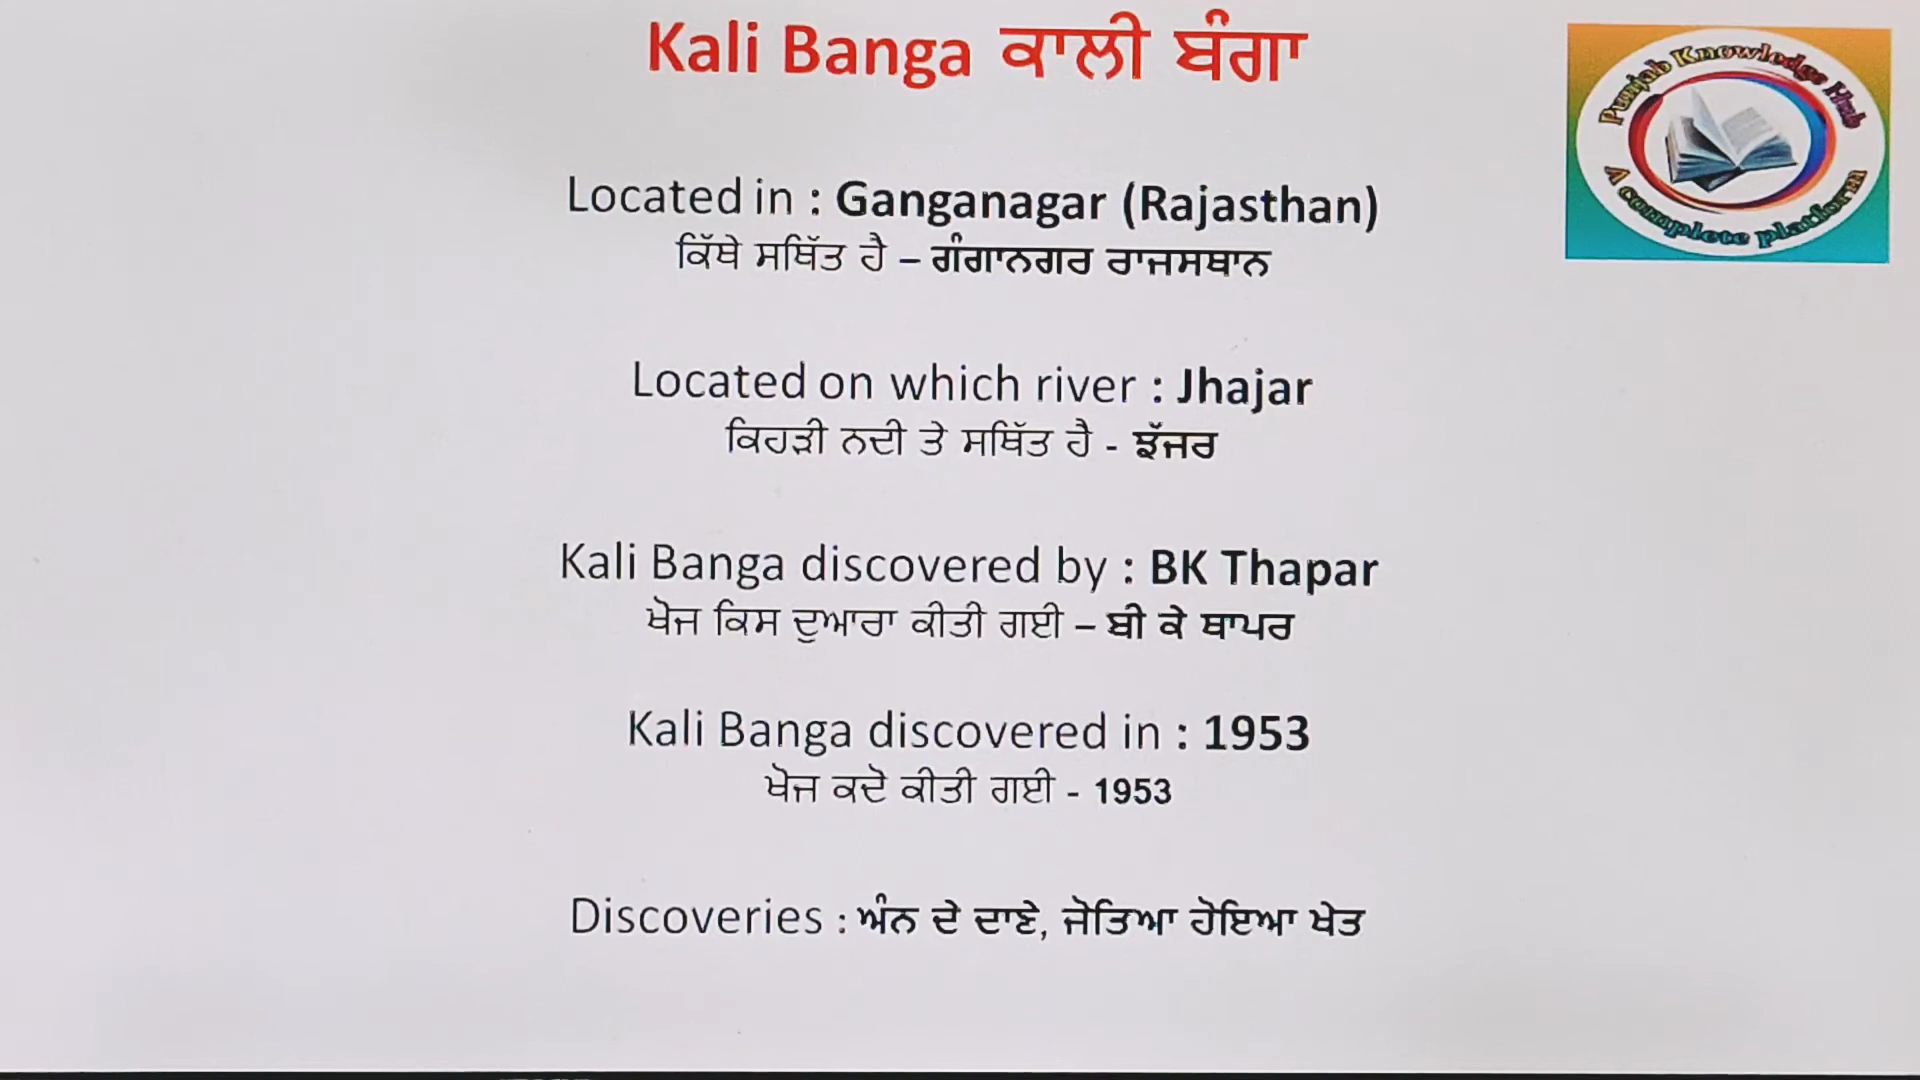 Kali Banga ਕਾਲੀ ਬੰਗਾ
Punjab Knowledge Hub
A complete platform
Located in : Ganganagar (Rajasthan)
ਕਿੱਥੇ ਸਥਿੱਤ ਹੈ – ਗੰਗਾਨਗਰ ਰਾਜਸਥਾਨ
Located on which river : Jhajar
ਕਿਹੜੀ ਨਦੀ ਤੇ ਸਥਿੱਤ ਹੈ - ਝੱਜਰ
Kali Banga discovered by : BK Thapar
ਖੋਜ ਕਿਸ ਦੁਆਰਾ ਕੀਤੀ ਗਈ – ਬੀ ਕੇ ਥਾਪਰ
Kali Banga discovered in : 1953
ਖੋਜ ਕਦੋ ਕੀਤੀ ਗਈ - 1953
Discoveries : ਅੰਨ ਦੇ ਦਾਣੇ, ਜੋਤਿਆ ਹੋਇਆ ਖੇਤ